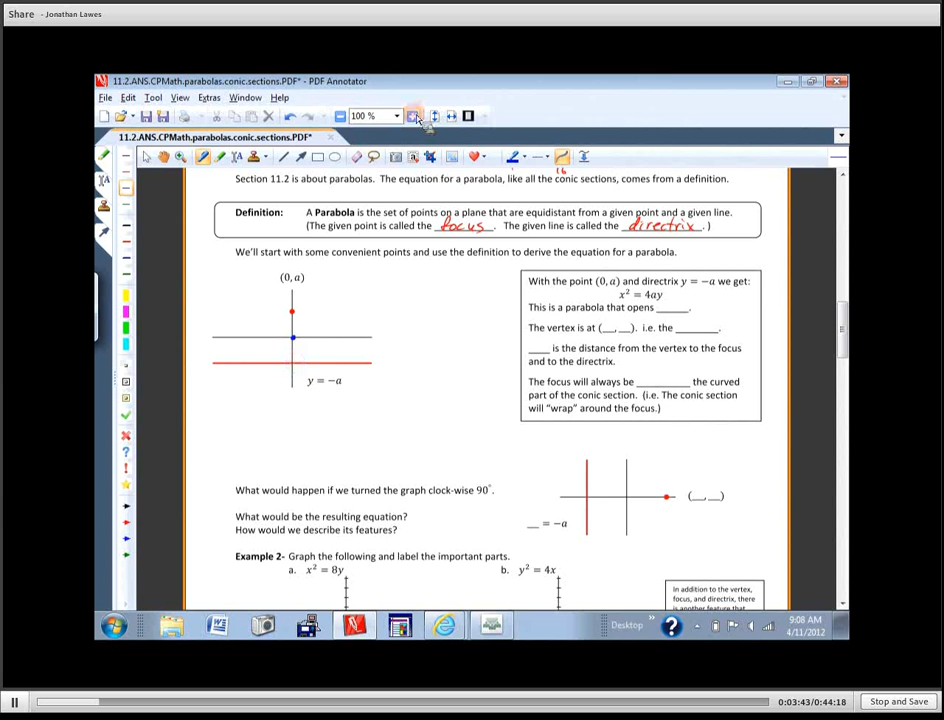 Share - Jonathan Lawes
11.2.ANS.CPMath.parabolas.conic.sections.PDF* - PDF Annotator
File Edit Tool View Extras Window Help
100 %
11.2.ANS.CPMath.parabolas.conic.sections.PDF*
16
Section 11.2 is about parabolas. The equation for a parabola, like all the conic sections, comes from a definition.
Definition: A Parabola is the set of points on a plane that are equidistant from a given point and a given line.
(The given point is called the focus. The given line is called the directrix.)
We'll start with some convenient points and use the definition to derive the equation for a parabola.
(0, a)
y = −a
With the point (0, a) and directrix y = −a we get:
x² = 4ay
This is a parabola that opens ______.
The vertex is at (__,__). i.e. the ________.
____ is the distance from the vertex to the focus
and to the directrix.
The focus will always be _________ the curved
part of the conic section. (i.e. The conic section
will "wrap" around the focus.)
What would happen if we turned the graph clock-wise 90°.
(__,__)
What would be the resulting equation?
__ = −a
How would we describe its features?
Example 2- Graph the following and label the important parts.
a. x² = 8y
b. y² = 4x
In addition to the vertex,
focus, and directrix, there
is another feature that
Desktop
9:08 AM
4/11/2012
0:03:43/0:44:18
Stop and Save